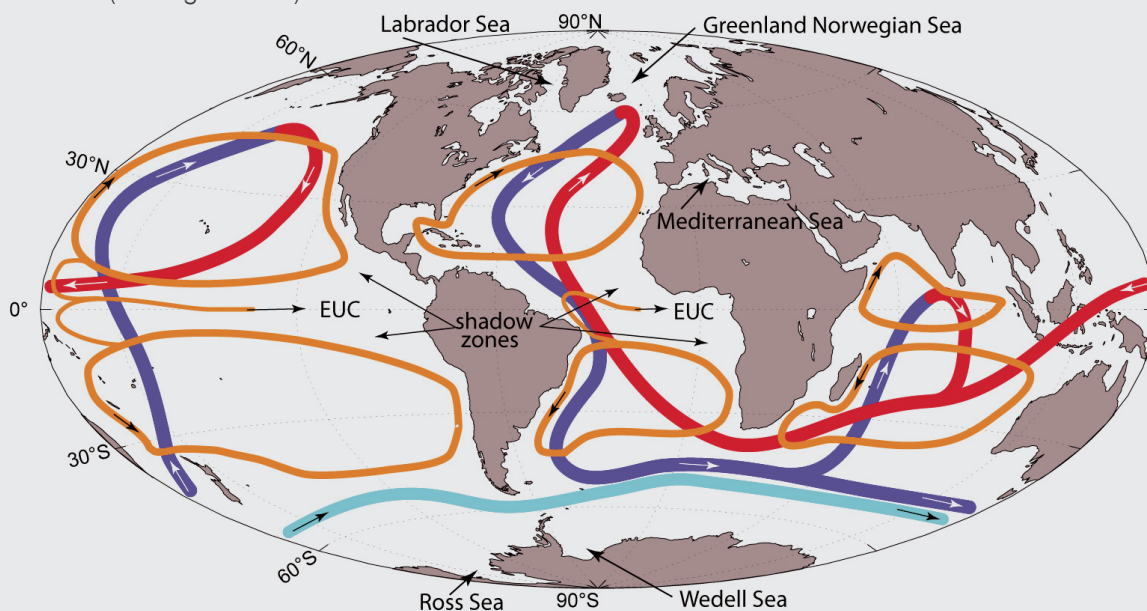 Labrador Sea
90°N
Greenland Norwegian Sea
60°N
30°N
Mediterranean Sea
0°
EUC
shadow
zones
EUC
30°S
60°S
Ross Sea
90°S
Wedell Sea